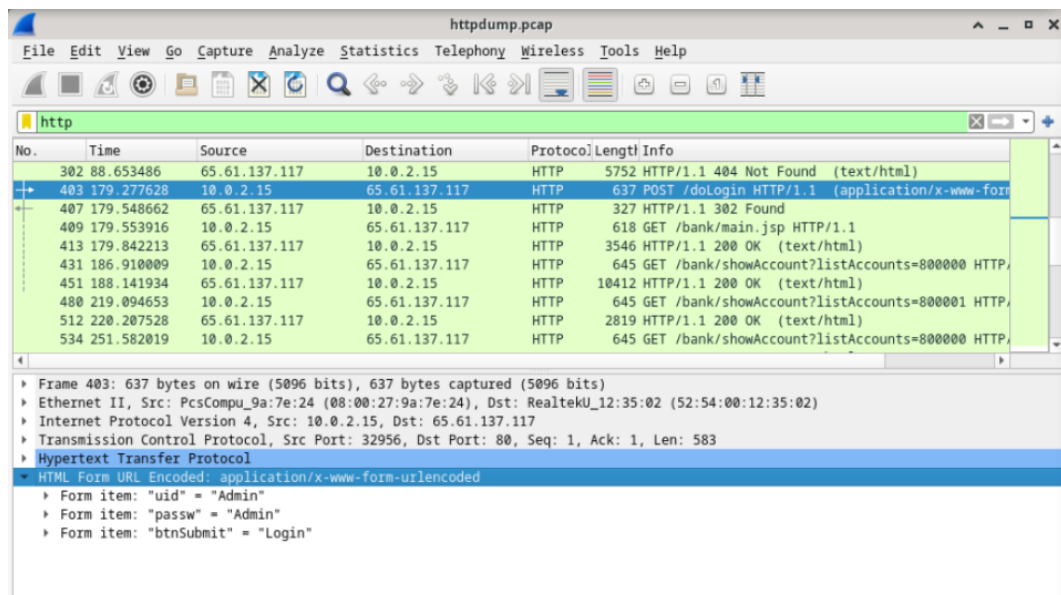 httpdump.pcap
File Edit View Go Capture Analyze Statistics Telephony Wireless Tools Help
http
No. Time Source Destination Protocol Length Info
302 88.653486 65.61.137.117 10.0.2.15 HTTP 5752 HTTP/1.1 404 Not Found (text/html)
403 179.277628 10.0.2.15 65.61.137.117 HTTP 637 POST /doLogin HTTP/1.1 (application/x-www-form
407 179.548662 65.61.137.117 10.0.2.15 HTTP 327 HTTP/1.1 302 Found
409 179.553916 10.0.2.15 65.61.137.117 HTTP 618 GET /bank/main.jsp HTTP/1.1
413 179.842213 65.61.137.117 10.0.2.15 HTTP 3546 HTTP/1.1 200 OK (text/html)
431 186.910009 10.0.2.15 65.61.137.117 HTTP 645 GET /bank/showAccount?listAccounts=800000 HTTP/
451 188.141934 65.61.137.117 10.0.2.15 HTTP 10412 HTTP/1.1 200 OK (text/html)
480 219.094653 10.0.2.15 65.61.137.117 HTTP 645 GET /bank/showAccount?listAccounts=800001 HTTP/
512 220.207528 65.61.137.117 10.0.2.15 HTTP 2819 HTTP/1.1 200 OK (text/html)
534 251.582019 10.0.2.15 65.61.137.117 HTTP 645 GET /bank/showAccount?listAccounts=800000 HTTP/
Frame 403: 637 bytes on wire (5096 bits), 637 bytes captured (5096 bits)
Ethernet II, Src: PcsCompu_9a:7e:24 (08:00:27:9a:7e:24), Dst: RealtekU_12:35:02 (52:54:00:12:35:02)
Internet Protocol Version 4, Src: 10.0.2.15, Dst: 65.61.137.117
Transmission Control Protocol, Src Port: 32956, Dst Port: 80, Seq: 1, Ack: 1, Len: 583
Hypertext Transfer Protocol
HTML Form URL Encoded: application/x-www-form-urlencoded
Form item: "uid" = "Admin"
Form item: "passw" = "Admin"
Form item: "btnSubmit" = "Login"